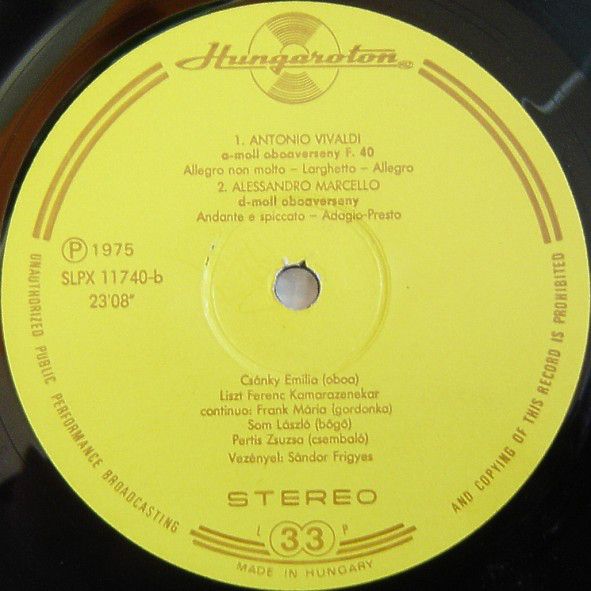 Hungaroton
1. ANTONIO VIVALDI
a-moll oboaverseny F. 40
Allegro non molto – Larghetto – Allegro
2. ALESSANDRO MARCELLO
d-moll oboaverseny
Andante e spiccato – Adagio-Presto
Ⓟ 1975
SLPX 11740-b
23'08"
Csánky Emilia (oboa)
Liszt Ferenc Kamarazenekar
continuo: Frank Mária (gordonka)
Som László (bőgő)
Pertis Zsuzsa (csembaló)
Vezényel: Sándor Frigyes
STEREO
L 33 P
MADE IN HUNGARY
UNAUTHORIZED PUBLIC PERFORMANCE BROADCASTING
AND COPYING OF THIS RECORD IS PROHIBITED